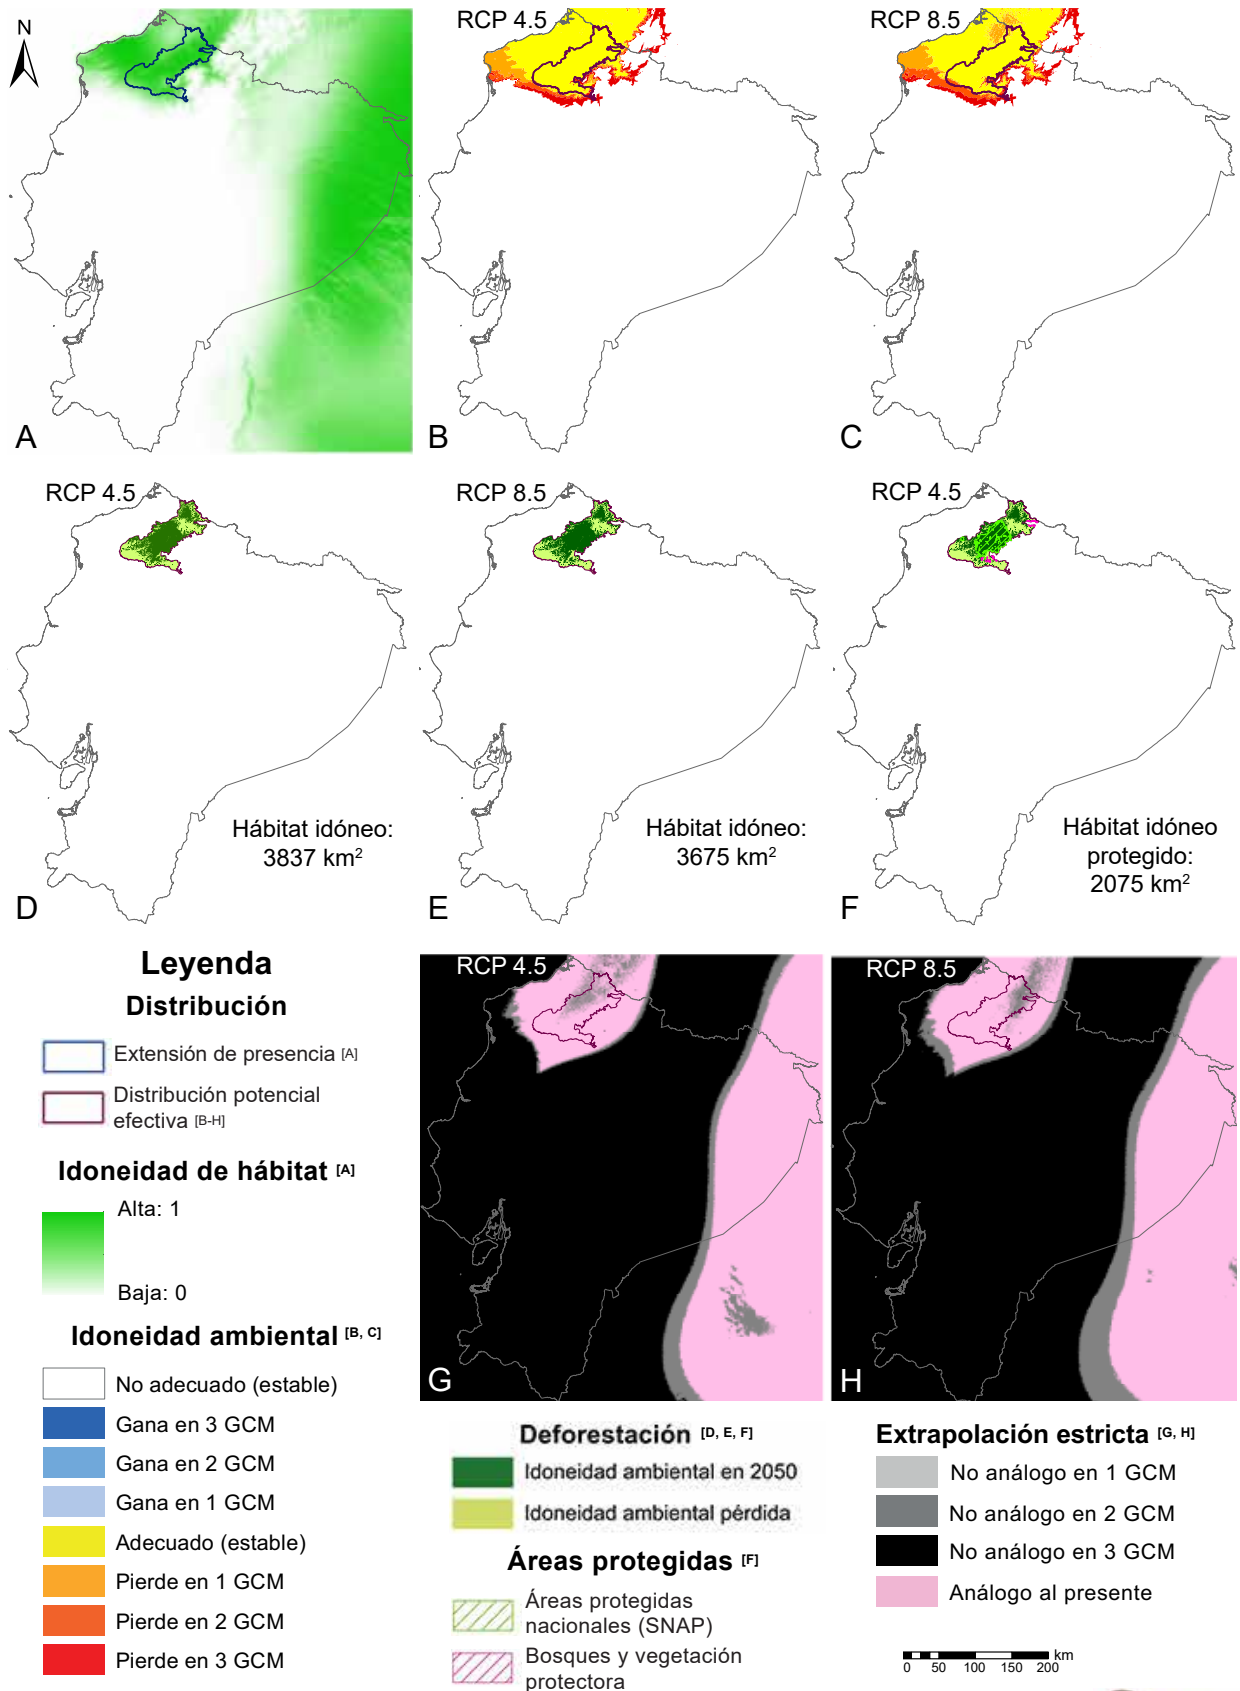 N
RCP 4.5
RCP 8.5
A
B
C
RCP 4.5
RCP 8.5
RCP 4.5
Hábitat idóneo:
3837 km²
Hábitat idóneo:
3675 km²
Hábitat idóneo
protegido:
2075 km²
D
E
F
Leyenda
Distribución
Extensión de presencia [A]
Distribución potencial
efectiva [B-H]
Idoneidad de hábitat [A]
Alta: 1
Baja: 0
Idoneidad ambiental [B, C]
No adecuado (estable)
Gana en 3 GCM
Gana en 2 GCM
Gana en 1 GCM
Adecuado (estable)
Pierde en 1 GCM
Pierde en 2 GCM
Pierde en 3 GCM
RCP 4.5
RCP 8.5
G
H
Deforestación [D, E, F]
Idoneidad ambiental en 2050
Idoneidad ambiental pérdida
Áreas protegidas [F]
Áreas protegidas
nacionales (SNAP)
Bosques y vegetación
protectora
Extrapolación estricta [G, H]
No análogo en 1 GCM
No análogo en 2 GCM
No análogo en 3 GCM
Análogo al presente
km
0 50 100 150 200